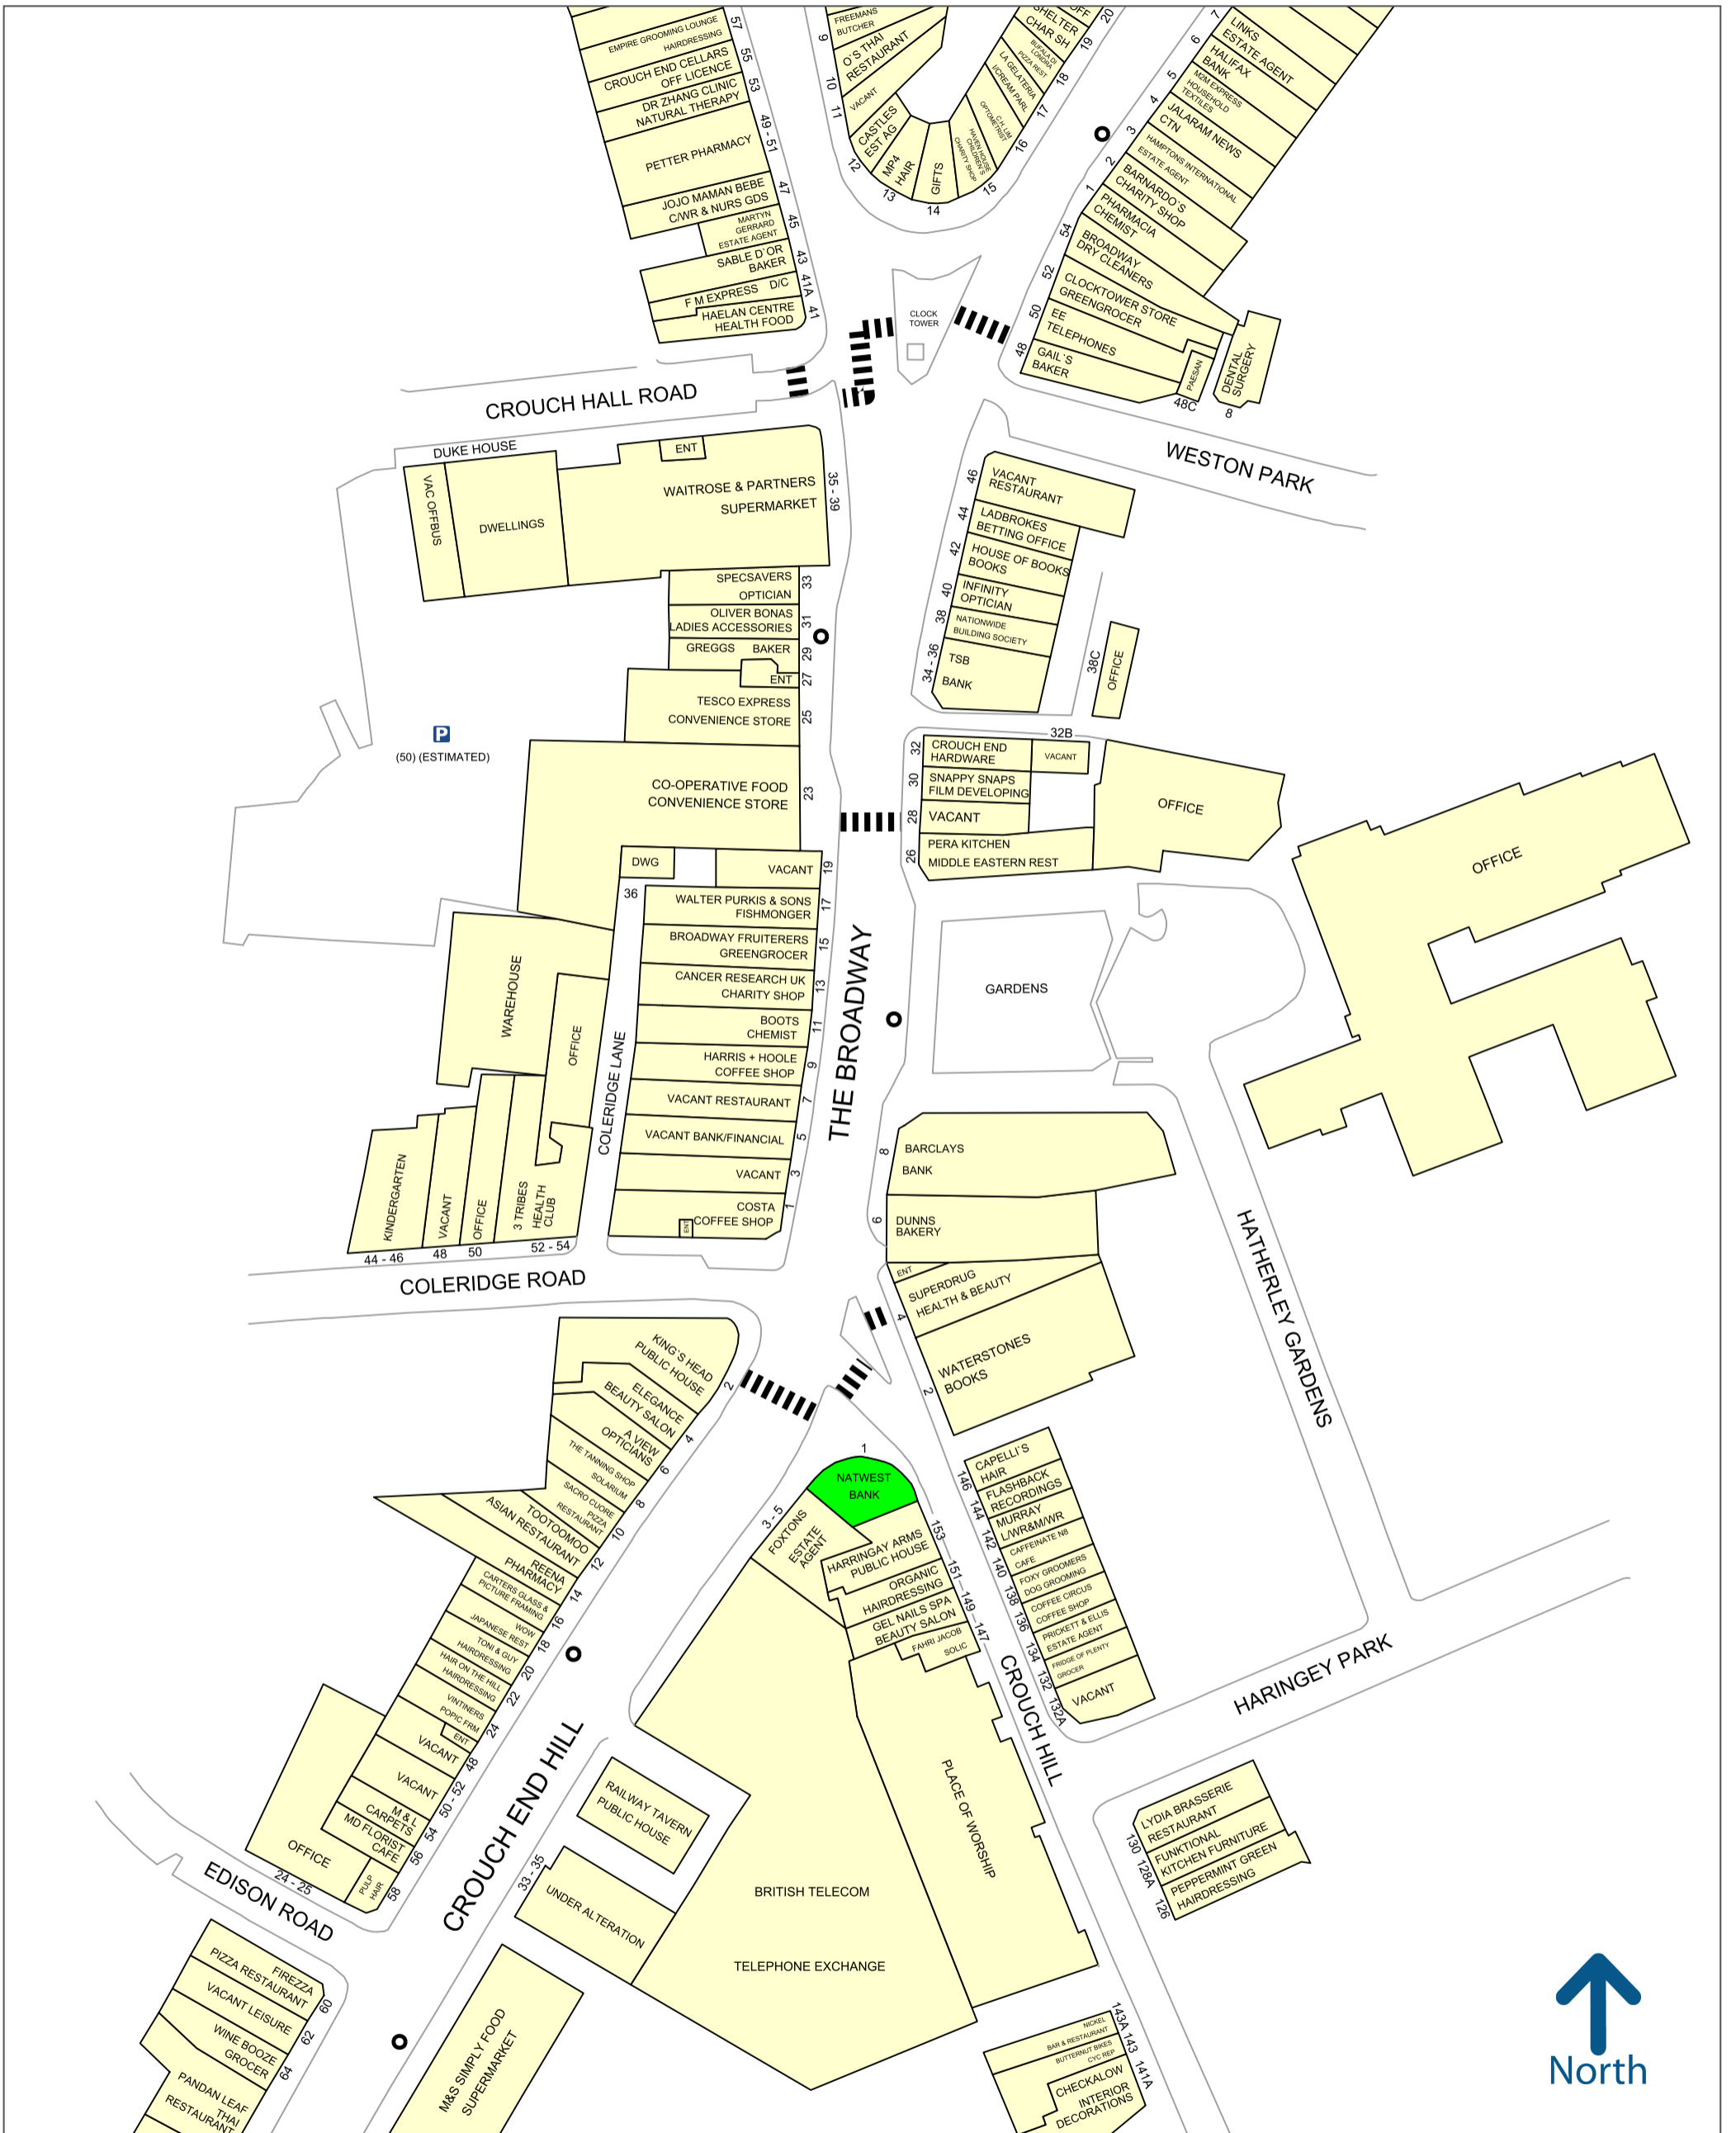 57
EMPIRE GROOMING LOUNGE
HAIRDRESSING
55
CROUCH END CELLARS
OFF LICENCE
53
DR ZHANG CLINIC
NATURAL THERAPY
49 - 51
PETTER PHARMACY
47
JOJO MAMAN BEBE
C/WR & NURS GDS
45
MARTYN
GERRARD
ESTATE AGENT
43
SABLE D`OR
BAKER
41A
F M EXPRESS D/C
41
HAELAN CENTRE
HEALTH FOOD
9
FREEMANS
BUTCHER
10
O`S THAI
RESTAURANT
11
VACANT
12
CASTLES
EST AG
13
MP4
HAIR
14
GIFTS
15
HAVEN HOUSE
CHILDREN'S
CHARITY SHOP
16
C.H. LIM
OPTOMETRIST
17
LA GELATERIA
I/CREAM PARL
18
BUFALA DI
LONDRA
PIZZA REST
19
SHELTER
CHAR SH
20
OFF
7
LINKS
ESTATE AGENT
6
HALIFAX
BANK
5
M2M EXPRESS
HOUSEHOLD
TEXTILES
4
JALARAM NEWS
CTN
3
HAMPTONS INTERNATIONAL
ESTATE AGENT
2
BARNARDO`S
CHARITY SHOP
1
PHARMACIA
CHEMIST
54
BROADWAY
DRY CLEANERS
52
CLOCKTOWER STORE
GREENGROCER
50
EE
TELEPHONES
48
GAIL`S
BAKER
PAESAN
48C
DENTAL
SURGERY
8
CLOCK
TOWER
CROUCH HALL ROAD
WESTON PARK
DUKE HOUSE
VAC OFFBUS
DWELLINGS
ENT
WAITROSE & PARTNERS
SUPERMARKET
35 - 39
SPECSAVERS
OPTICIAN
33
OLIVER BONAS
LADIES ACCESSORIES
31
GREGGS BAKER
29
ENT
27
TESCO EXPRESS
CONVENIENCE STORE
25
P
(50) (ESTIMATED)
CO-OPERATIVE FOOD
CONVENIENCE STORE
23
DWG
36
VACANT
19
WALTER PURKIS & SONS
FISHMONGER
17
BROADWAY FRUITERERS
GREENGROCER
15
CANCER RESEARCH UK
CHARITY SHOP
13
BOOTS
CHEMIST
11
HARRIS + HOOLE
COFFEE SHOP
9
VACANT RESTAURANT
7
VACANT BANK/FINANCIAL
5
VACANT
3
COSTA
COFFEE SHOP
ENT
1
46
VACANT
RESTAURANT
44
LADBROKES
BETTING OFFICE
42
HOUSE OF BOOKS
BOOKS
40
INFINITY
OPTICIAN
38
NATIONWIDE
BUILDING SOCIETY
34 - 36
TSB
BANK
38C
OFFICE
32B
32
CROUCH END
HARDWARE
VACANT
30
SNAPPY SNAPS
FILM DEVELOPING
28
VACANT
26
PERA KITCHEN
MIDDLE EASTERN REST
OFFICE
OFFICE
THE BROADWAY
GARDENS
WAREHOUSE
OFFICE
COLERIDGE LANE
KINDERGARTEN
VACANT
OFFICE
3 TRIBES
HEALTH
CLUB
44 - 46
48
50
52 - 54
COLERIDGE ROAD
8
BARCLAYS
BANK
6
DUNNS
BAKERY
ENT
4
SUPERDRUG
HEALTH & BEAUTY
2
WATERSTONES
BOOKS
HATHERLEY GARDENS
KING`S HEAD
PUBLIC HOUSE
2
ELEGANCE
BEAUTY SALON
4
A VIEW
OPTICIANS
6
THE TANNING SHOP
SOLARIUM
8
SACRO CUORE
PIZZA
RESTAURANT
10
TOOTOOMOO
ASIAN RESTAURANT
12
REENA
PHARMACY
14
CARTERS GLASS &
PICTURE FRAMING
16
WOW
JAPANESE REST
18
TONI & GUY
HAIRDRESSING
20
HAIR ON THE HILL
HAIRDRESSING
22
VINTINERS
POPIC FRM
24
ENT
VACANT
48
VACANT
50 - 52
M & L
CARPETS
54
MD FLORIST
CAFE
56
PULP
HAIR
58
OFFICE
24 - 25
EDISON ROAD
1
NATWEST
BANK
3 - 5
FOXTONS
ESTATE
AGENT
153
HARRINGAY ARMS
PUBLIC HOUSE
151
ORGANIC
HAIRDRESSING
149
GEL NAILS SPA
BEAUTY SALON
147
FAHRI JACOB
SOLIC
146
CAPELLI`S
HAIR
144
FLASHBACK
RECORDINGS
142
MURRAY
L/WR&M/WR
140
CAFFEINATE N8
CAFE
138
FOXY GROOMERS
DOG GROOMING
136
COFFEE CIRCUS
COFFEE SHOP
134
PRICKETT & ELLIS
ESTATE AGENT
132
FRIDGE OF PLENTY
GROCER
132A
VACANT
CROUCH HILL
HARINGEY PARK
CROUCH END HILL
RAILWAY TAVERN
PUBLIC HOUSE
33 - 35
UNDER ALTERATION
BRITISH TELECOM
TELEPHONE EXCHANGE
PLACE OF WORSHIP
130
LYDIA BRASSERIE
RESTAURANT
128A
FUNKTIONAL
KITCHEN FURNITURE
126
PEPPERMINT GREEN
HAIRDRESSING
60
FIREZZA
PIZZA RESTAURANT
62
VACANT LEISURE
64
WINE BOOZE
GROCER
PANDAN LEAF
THAI
RESTAURANT
M&S SIMPLY FOOD
SUPERMARKET
143A
NICKEL
BAR & RESTAURANT
143
BUTTERNUT BIKES
CYC REP
141A
CHECKALOW
INTERIOR
DECORATIONS
North